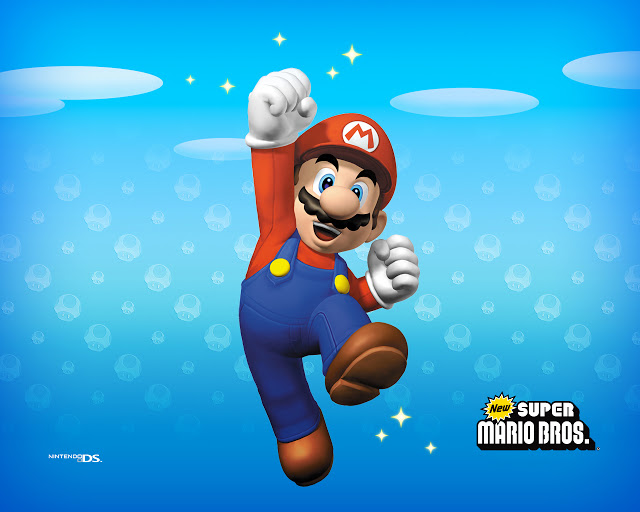 M
NINTENDO DS
New SUPER
MARIO BROS.